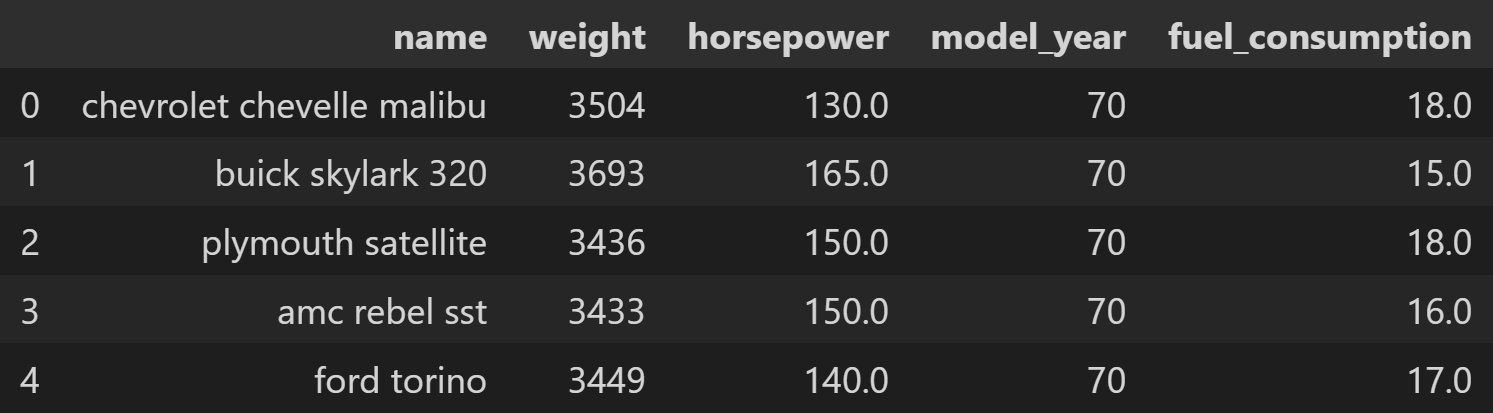 name weight horsepower model_year fuel_consumption
0 chevrolet chevelle malibu 3504 130.0 70 18.0
1 buick skylark 320 3693 165.0 70 15.0
2 plymouth satellite 3436 150.0 70 18.0
3 amc rebel sst 3433 150.0 70 16.0
4 ford torino 3449 140.0 70 17.0